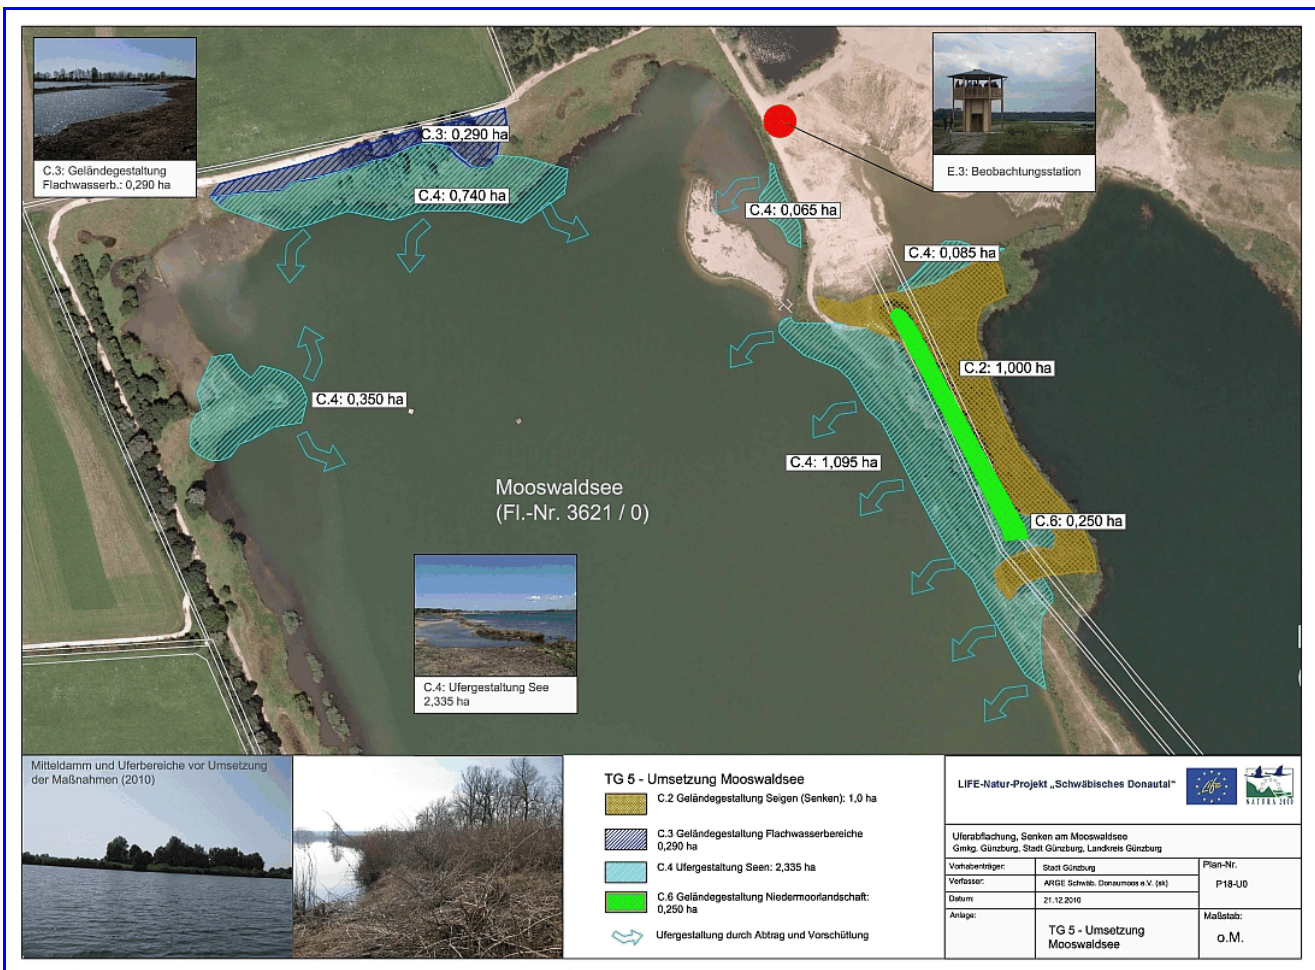 C.3: Geländegestaltung
Flachwasserb.: 0,290 ha
C.3: 0,290 ha
C.4: 0,740 ha
C.4: 0,065 ha
E.3: Beobachtungsstation
C.4: 0,085 ha
C.2: 1,000 ha
C.4: 0,350 ha
C.4: 1,095 ha
C.6: 0,250 ha
Mooswaldsee
(Fl.-Nr. 3621 / 0)
C.4: Ufergestaltung See
2,335 ha
Mitteldamm und Uferbereiche vor Umsetzung
der Maßnahmen (2010)
TG 5 - Umsetzung Mooswaldsee
C.2 Geländegestaltung Seigen (Senken): 1,0 ha
C.3 Geländegestaltung Flachwasserbereiche
0,290 ha
C.4 Ufergestaltung Seen: 2,335 ha
C.6 Geländegestaltung Niedermoorlandschaft:
0,250 ha
Ufergestaltung durch Abtrag und Vorschüttung
LIFE-Natur-Projekt „Schwäbisches Donautal"
Life
NATURA 2000
Uferabflachung, Senken am Mooswaldsee
Gmkg. Günzburg, Stadt Günzburg, Landkreis Günzburg
Vorhabenträger: Stadt Günzburg
Verfasser: ARGE Schwäb. Donaumoos e.V. (sk)
Datum: 21.12.2010
Plan-Nr.
P18-U0
Anlage:
TG 5 - Umsetzung
Mooswaldsee
Maßstab:
o.M.